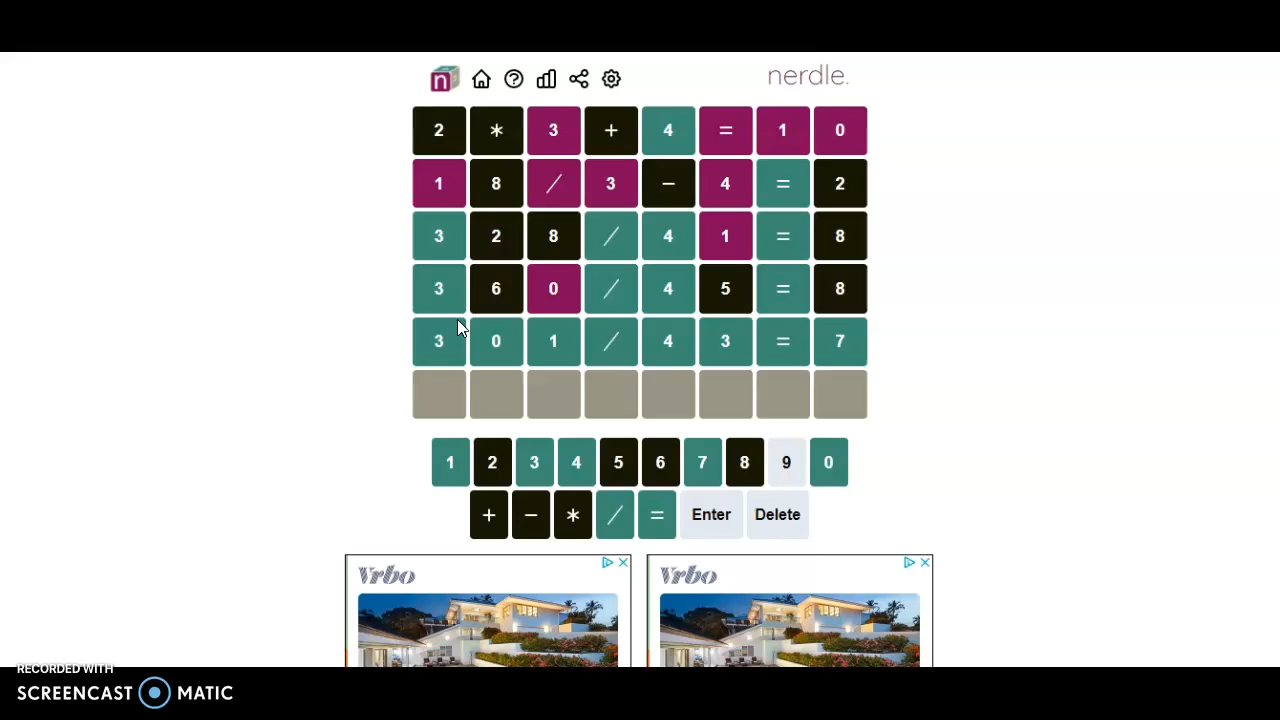 n nerdle.
2 * 3 + 4 = 1 0
1 8 / 3 - 4 = 2
3 2 8 / 4 1 = 8
3 6 0 / 4 5 = 8
3 0 1 / 4 3 = 7
1 2 3 4 5 6 7 8 9 0
+ - * / = Enter Delete
Vrbo Vrbo
RECORDED WITH
SCREENCAST MATIC